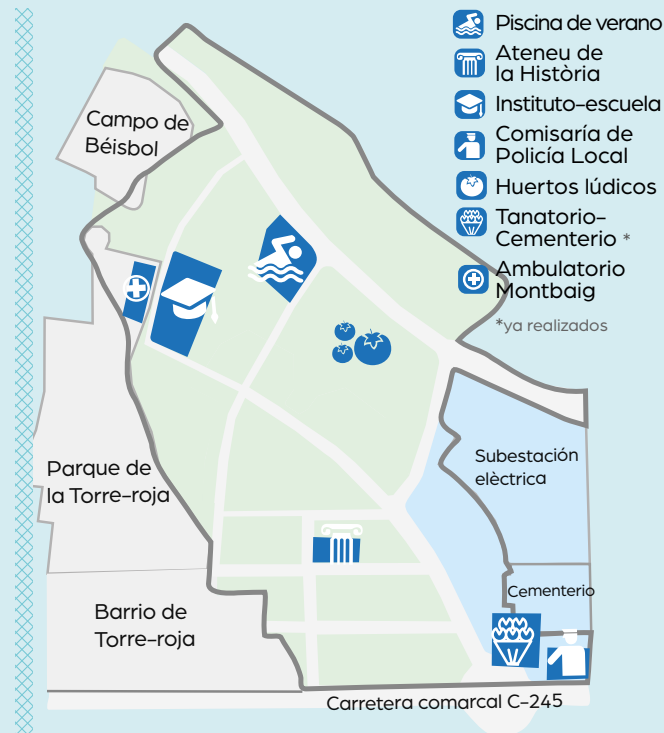 Piscina de verano
Ateneu de
la Història
Instituto-escuela
Comisaría de
Policía Local
Huertos lúdicos
Tanatorio-
Cementerio *
Ambulatorio
Montbaig
*ya realizados
Campo de
Béisbol
Parque de
la Torre-roja
Subestación
elèctrica
Cementerio
Barrio de
Torre-roja
Carretera comarcal C-245